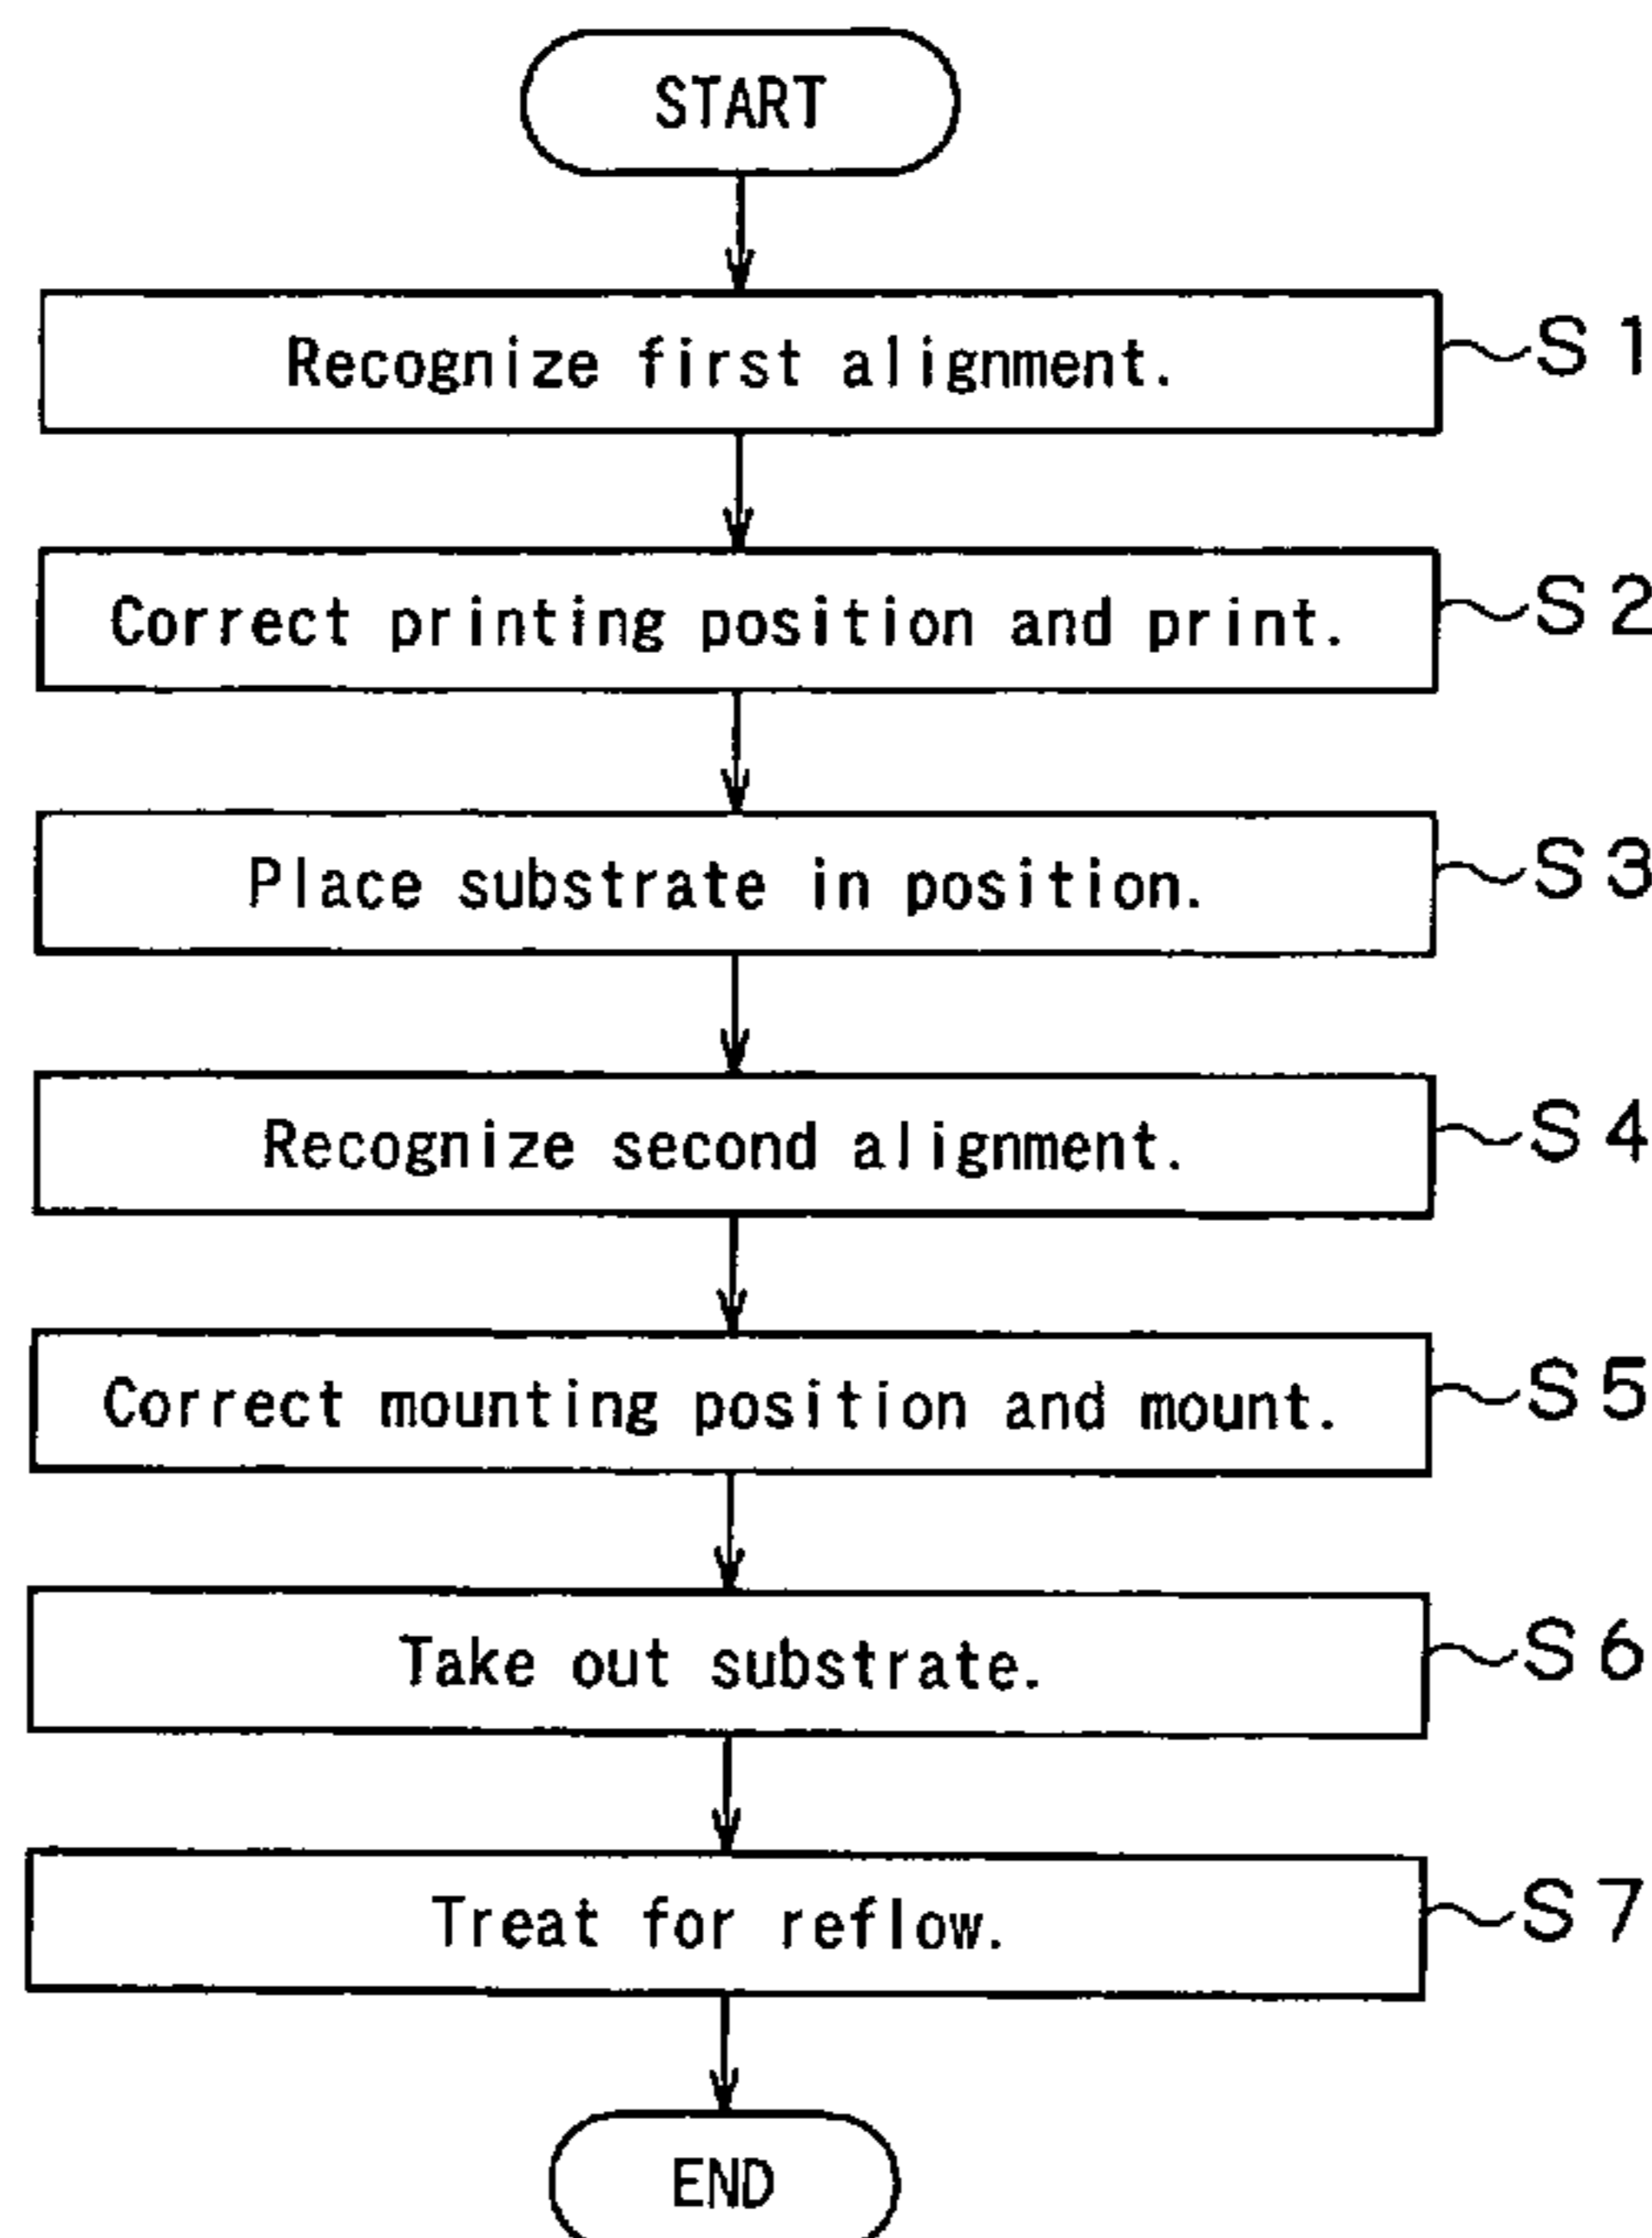 START
Recognize first alignment. S1
Correct printing position and print. S2
Place substrate in position. S3
Recognize second alignment. S4
Correct mounting position and mount. S5
Take out substrate. S6
Treat for reflow. S7
END